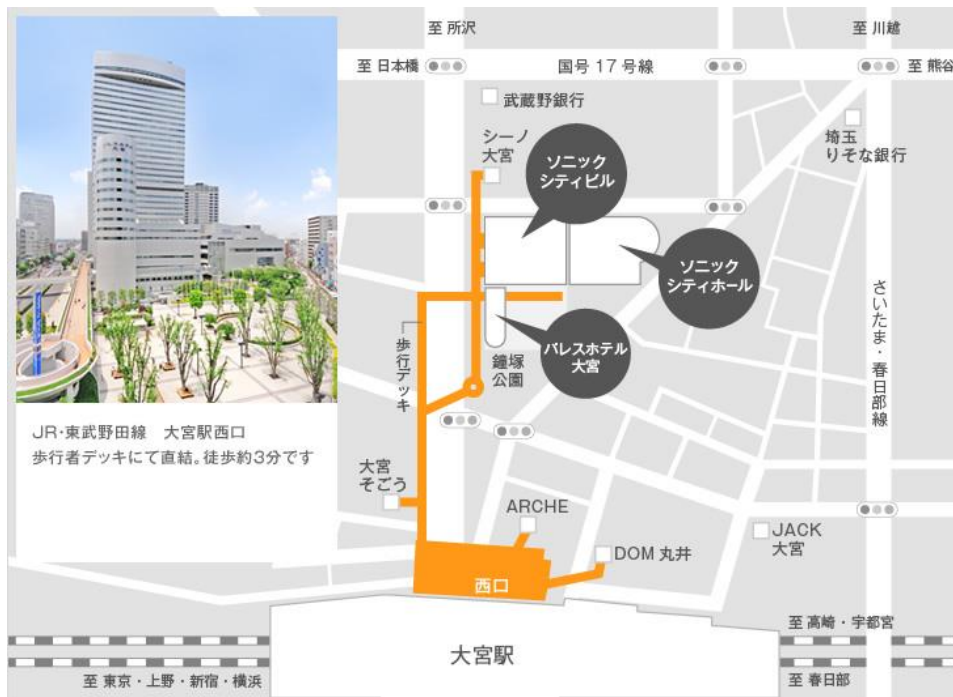 至 所沢
至 川越
至 日本橋
国号 17 号線
至 熊谷
武蔵野銀行
シーノ
大宮
ソニック
シティビル
埼玉
りそな銀行
ソニック
シティホール
さいたま・春日部線
歩行デッキ
鐘塚
公園
パレスホテル
大宮
JR・東武野田線 大宮駅西口
歩行者デッキにて直結。徒歩約3分です
大宮
そごう
ARCHE
JACK
大宮
DOM 丸井
西口
至 高崎・宇都宮
大宮駅
至 東京・上野・新宿・横浜
至 春日部